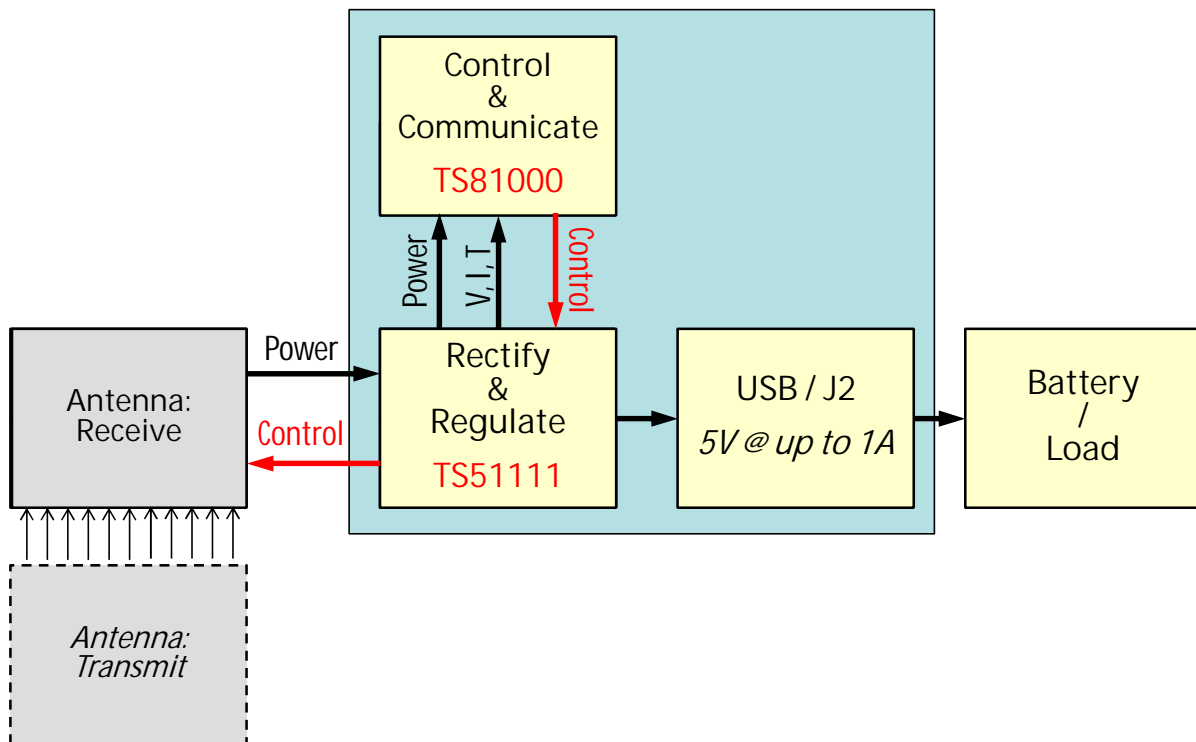 Control
&
Communicate
TS81000
Power
V, I, T
Control
Antenna:
Receive
Power
Control
Rectify
&
Regulate
TS51111
USB / J2
5V @ up to 1A
Battery
/
Load
Antenna:
Transmit